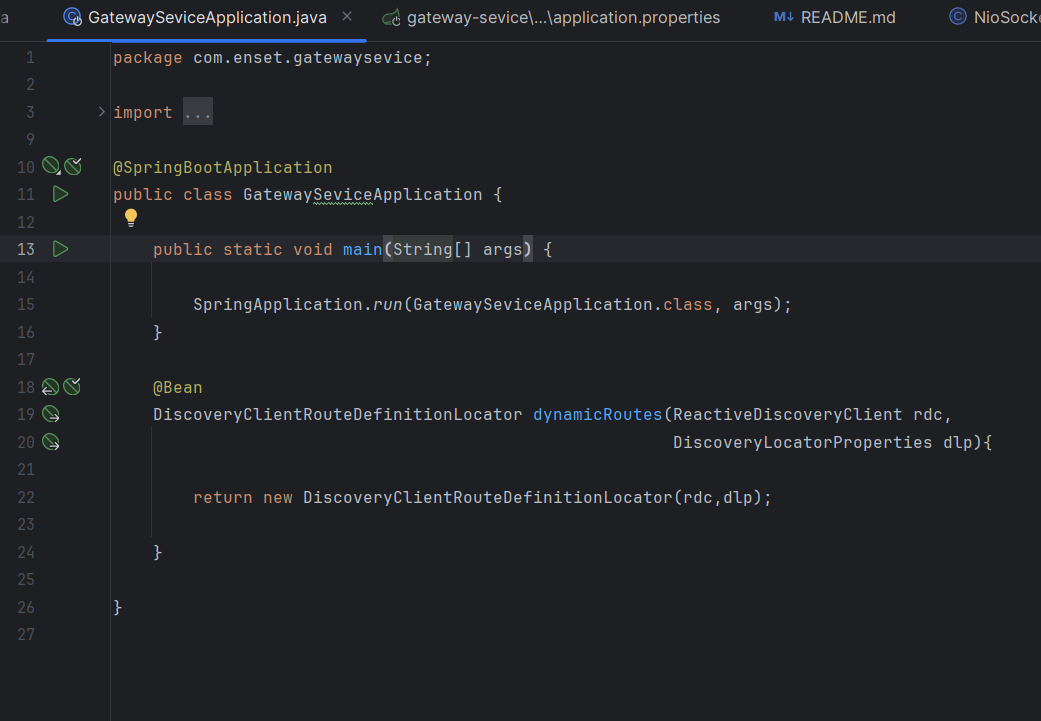 a
GatewaySeviceApplication.java
gateway-sevice\...\application.properties
M↓ README.md
NioSocke
1 package com.enset.gatewaysevice;
2
3 import ...
9
10 @SpringBootApplication
11 public class GatewaySeviceApplication {
12
13 public static void main(String[] args) {
14
15 SpringApplication.run(GatewaySeviceApplication.class, args);
16 }
17
18 @Bean
19 DiscoveryClientRouteDefinitionLocator dynamicRoutes(ReactiveDiscoveryClient rdc,
20 DiscoveryLocatorProperties dlp){
21
22 return new DiscoveryClientRouteDefinitionLocator(rdc,dlp);
23
24 }
25
26 }
27